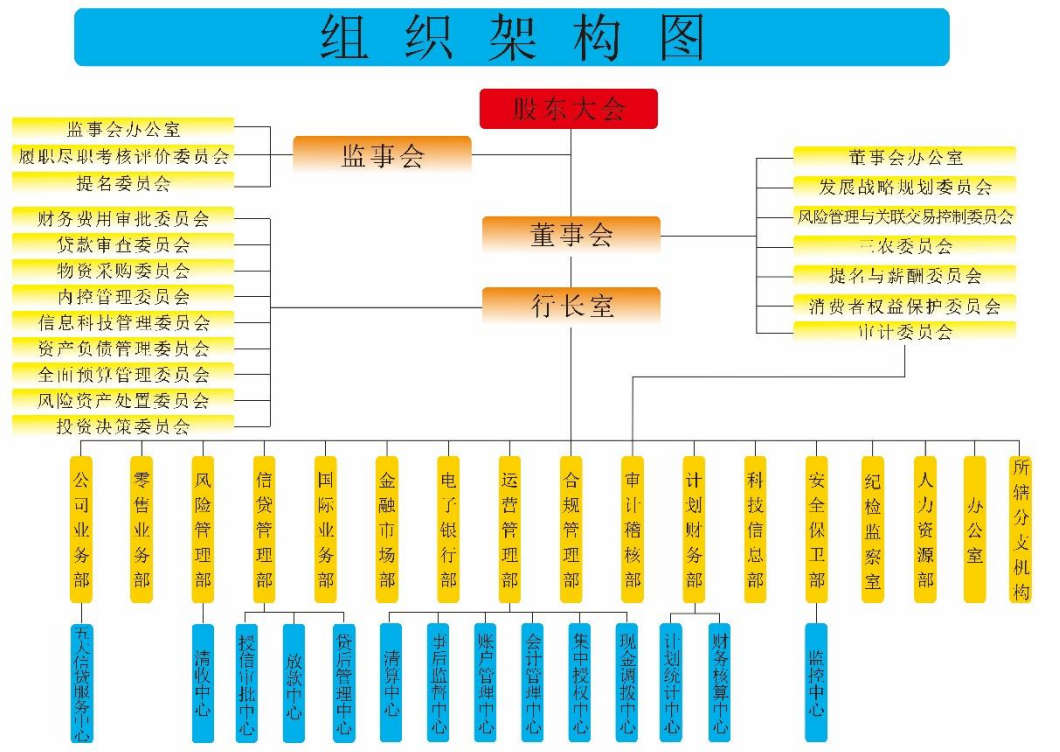 组织架构图
股东大会
监事会
监事会办公室
履职尽职考核评价委员会
提名委员会
董事会
董事会办公室
发展战略规划委员会
风险管理与关联交易控制委员会
三农委员会
提名与薪酬委员会
消费者权益保护委员会
审计委员会
行长室
财务费用审批委员会
贷款审查委员会
物资采购委员会
内控管理委员会
信息科技管理委员会
资产负债管理委员会
全面预算管理委员会
风险资产处置委员会
投资决策委员会
公司业务部
零售业务部
风险管理部
信贷管理部
国际业务部
金融市场部
电子银行部
运营管理部
合规管理部
审计稽核部
计划财务部
科技信息部
安全保卫部
纪检监察室
人力资源部
办公室
所辖分支机构
五大信贷服务中心
清收中心
授信审批中心
放款中心
贷后管理中心
清算中心
事后监督中心
账户管理中心
会计管理中心
集中授权中心
现金调拨中心
计划统计中心
财务核算中心
监控中心